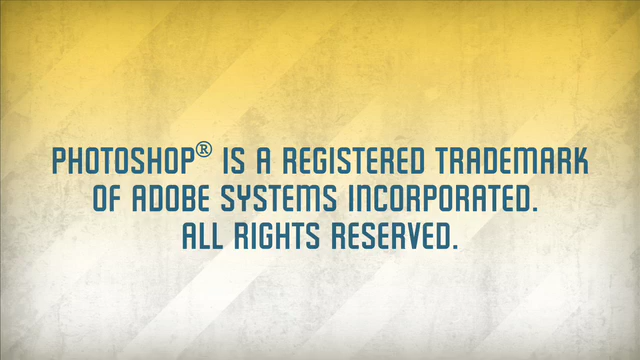 PHOTOSHOP® IS A REGISTERED TRADEMARK
OF ADOBE SYSTEMS INCORPORATED.
ALL RIGHTS RESERVED.